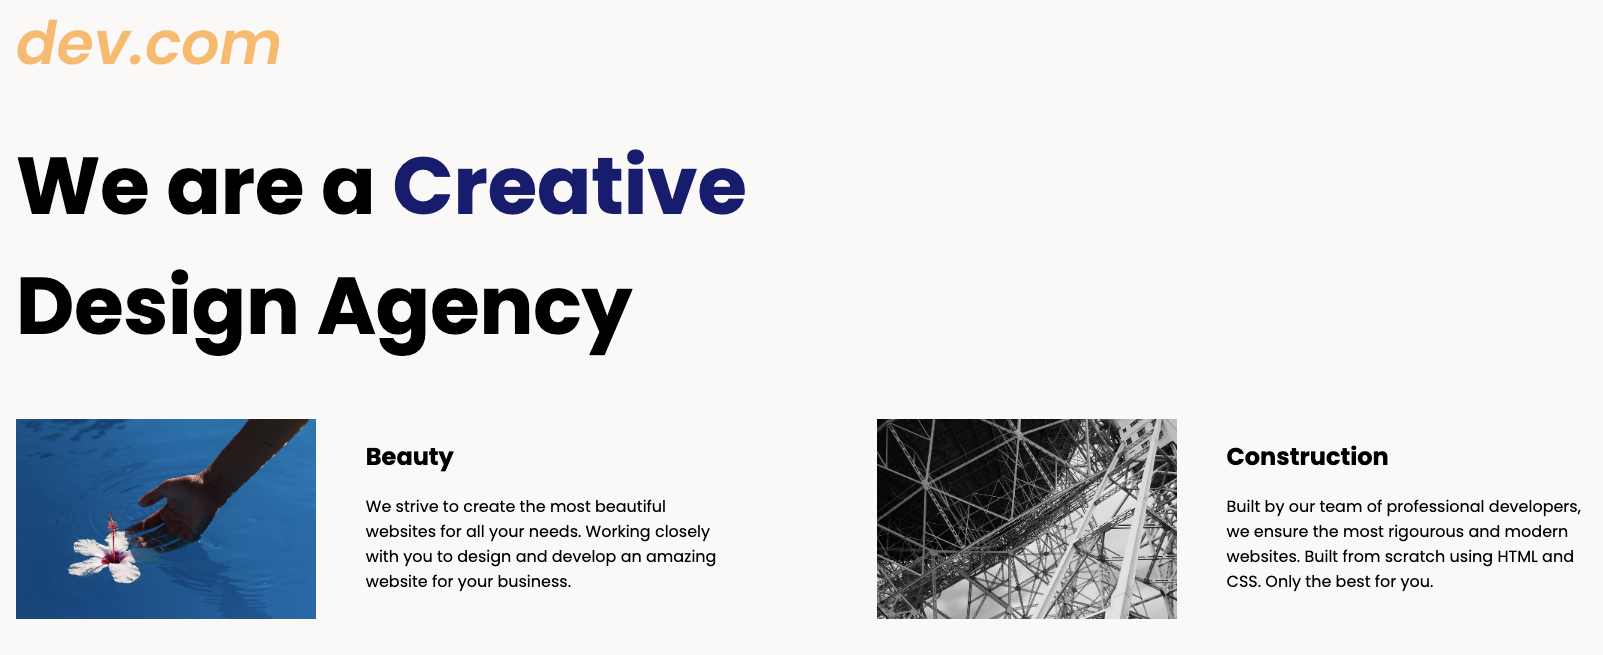 dev.com
We are a Creative
Design Agency
Beauty
We strive to create the most beautiful
websites for all your needs. Working closely
with you to design and develop an amazing
website for your business.
Construction
Built by our team of professional developers,
we ensure the most rigourous and modern
websites. Built from scratch using HTML and
CSS. Only the best for you.